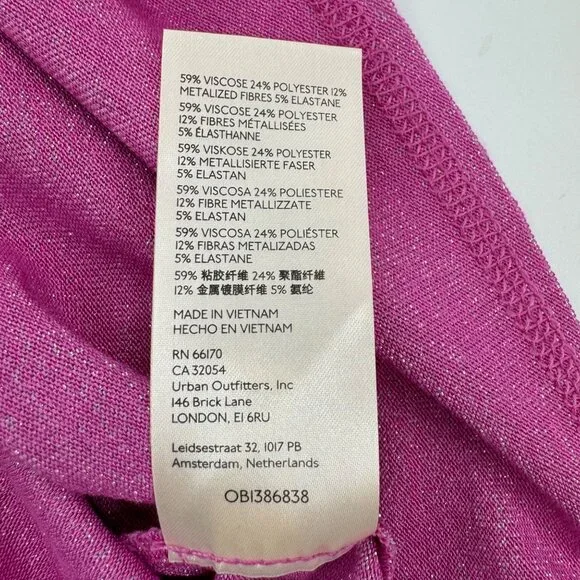 59% VISCOSE 24% POLYESTER 12%
METALIZED FIBRES 5% ELASTANE
59% VISCOSE 24% POLYESTER
12% FIBRES MÉTALLISÉES
5% ÉLASTHANNE
59% VISKOSE 24% POLYESTER
12% METALLISIERTE FASER
5% ELASTAN
59% VISCOSA 24% POLIESTERE
12% FIBRE METALLIZZATE
5% ELASTAN
59% VISCOSA 24% POLIÉSTER
12% FIBRAS METALIZADAS
5% ELASTANE
59% 粘胶纤维 24% 聚酯纤维
12% 金属镀膜纤维 5% 氨纶
MADE IN VIETNAM
HECHO EN VIETNAM
RN 66170
CA 32054
Urban Outfitters, Inc
146 Brick Lane
LONDON, E1 6RU
Leidsestraat 32, 1017 PB
Amsterdam, Netherlands
OB1386838